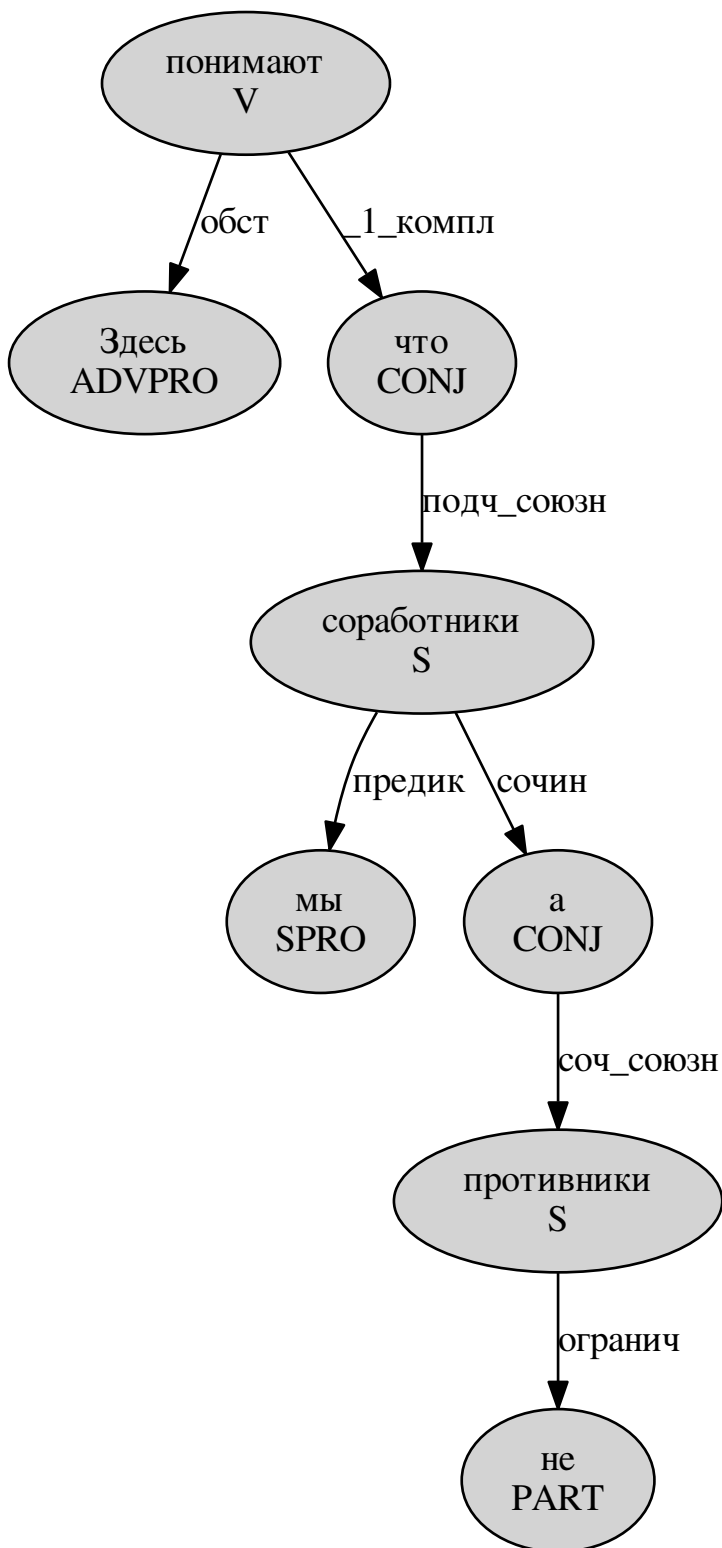 понимают
V
обст
_1_компл
Здесь
ADVPRO
что
CONJ
подч_союзн
соработники
S
предик
сочин
мы
SPRO
а
CONJ
соч_союзн
противники
S
огранич
не
PART